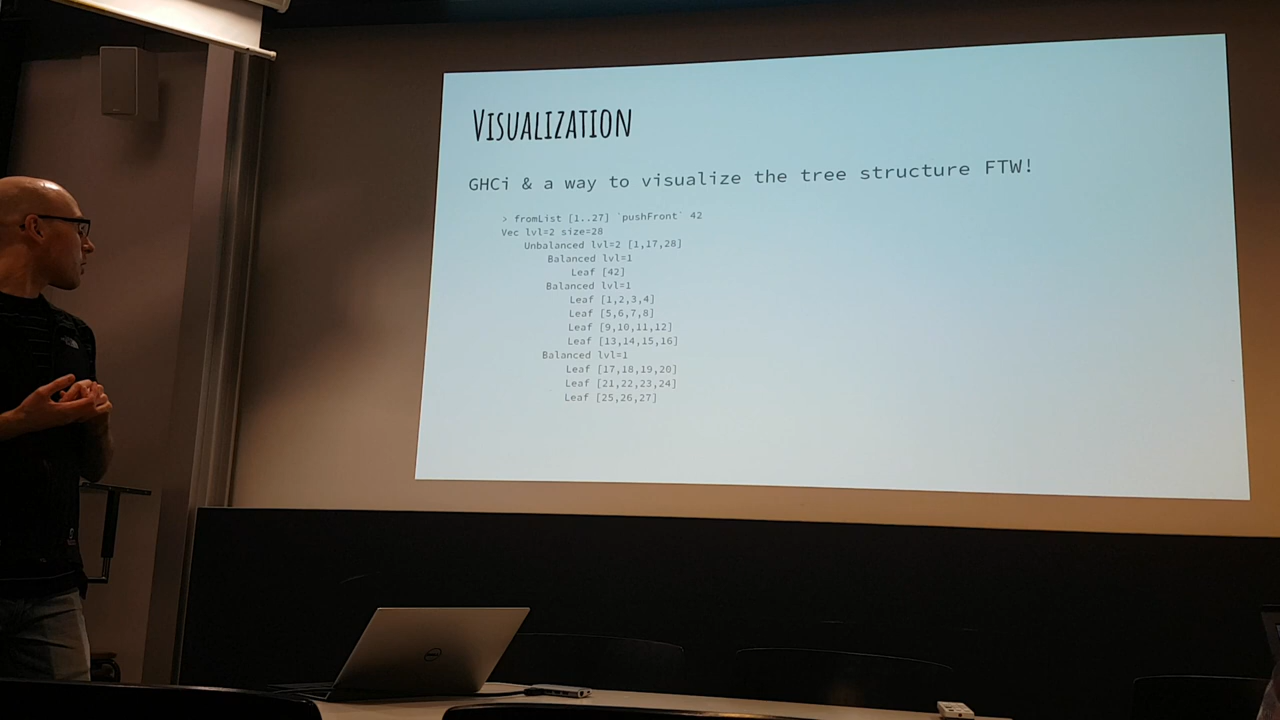 VISUALIZATION
GHCi & a way to visualize the tree structure FTW!
> fromList [1..27] `pushFront` 42
Vec lvl=2 size=28
Unbalanced lvl=2 [1,17,28]
Balanced lvl=1
Leaf [42]
Balanced lvl=1
Leaf [1,2,3,4]
Leaf [5,6,7,8]
Leaf [9,10,11,12]
Leaf [13,14,15,16]
Balanced lvl=1
Leaf [17,18,19,20]
Leaf [21,22,23,24]
Leaf [25,26,27]
DELL